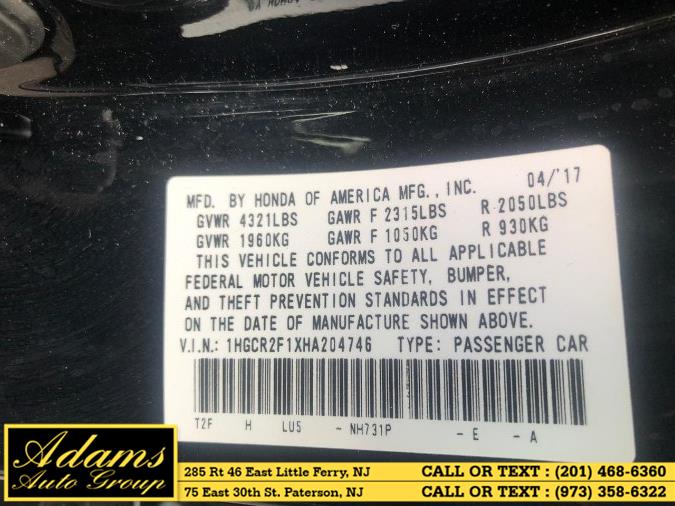 MFD. BY HONDA OF AMERICA MFG., INC. 04/'17
GVWR 4321LBS GAWR F 2315LBS R 2050LBS
GVWR 1960KG GAWR F 1050KG R 930KG
THIS VEHICLE CONFORMS TO ALL APPLICABLE
FEDERAL MOTOR VEHICLE SAFETY, BUMPER,
AND THEFT PREVENTION STANDARDS IN EFFECT
ON THE DATE OF MANUFACTURE SHOWN ABOVE.
V.I.N.: 1HGCR2F1XHA204746 TYPE: PASSENGER CAR
T2F H LU5 - NH731P - E - A
Adams
Auto Group
285 Rt 46 East Little Ferry, NJ CALL OR TEXT : (201) 468-6360
75 East 30th St. Paterson, NJ CALL OR TEXT : (973) 358-6322